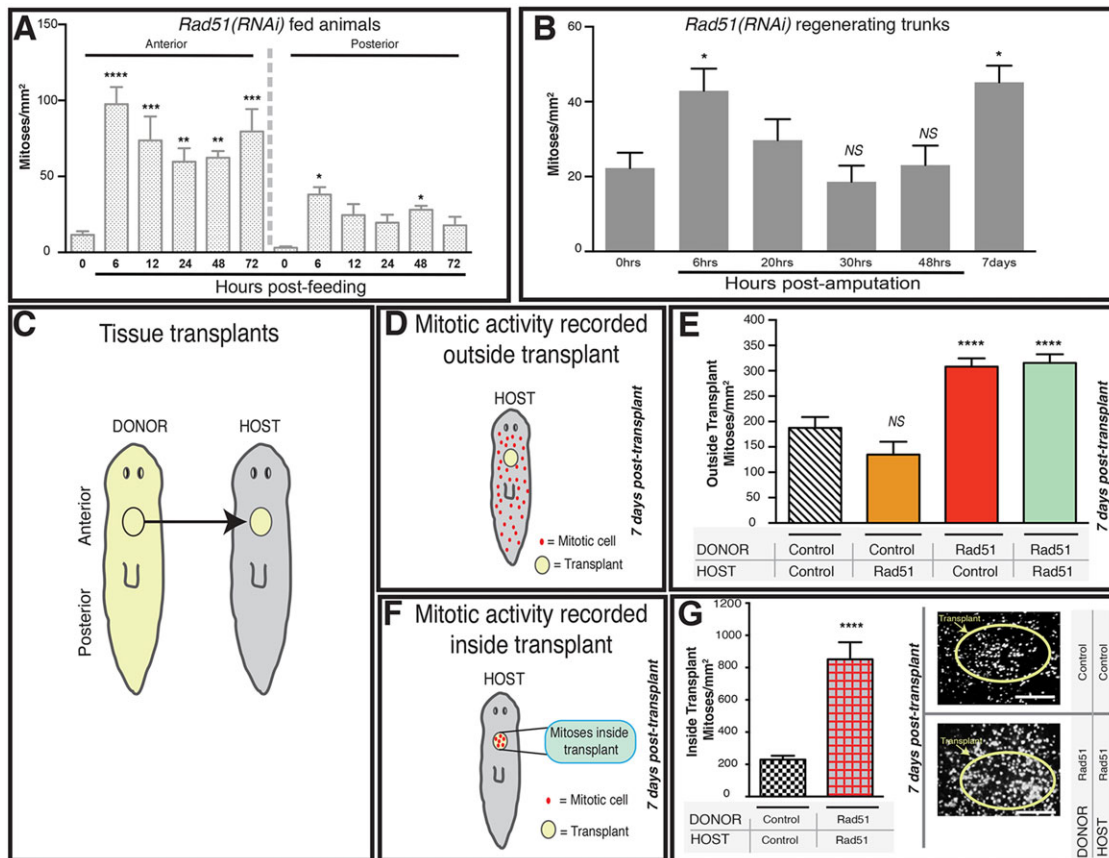 A
Rad51(RNAi) fed animals
Anterior
Posterior
150
100
50
0
Mitoses/mm²
****
***
**
**
***
*
*
0 6 12 24 48 72 0 6 12 24 48 72
Hours post-feeding
B
Rad51(RNAi) regenerating trunks
60
40
20
0
Mitoses/mm²
*
NS
NS
*
0hrs 6hrs 20hrs 30hrs 48hrs 7days
Hours post-amputation
C
Tissue transplants
DONOR HOST
Anterior
Posterior
D
Mitotic activity recorded
outside transplant
HOST
= Mitotic cell
= Transplant
7 days post-transplant
E
400
350
300
250
200
150
100
50
0
Outside Transplant
Mitoses/mm²
NS
****
****
DONOR Control Control Rad51 Rad51
HOST Control Rad51 Control Rad51
7 days post-transplant
F
Mitotic activity recorded
inside transplant
HOST
Mitoses inside
transplant
= Mitotic cell
= Transplant
7 days post-transplant
G
1200
1000
800
600
400
200
0
Inside Transplant
Mitoses/mm²
****
DONOR Control Rad51
HOST Control Rad51
7 days post-transplant
Transplant
Control
Control
Transplant
Rad51
Rad51
DONOR
HOST